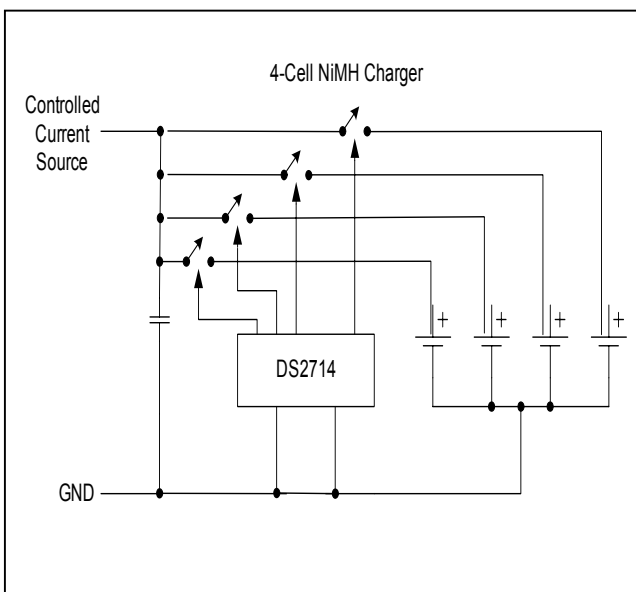 4-Cell NiMH Charger
Controlled
Current
Source
+
+
+
+
DS2714
GND